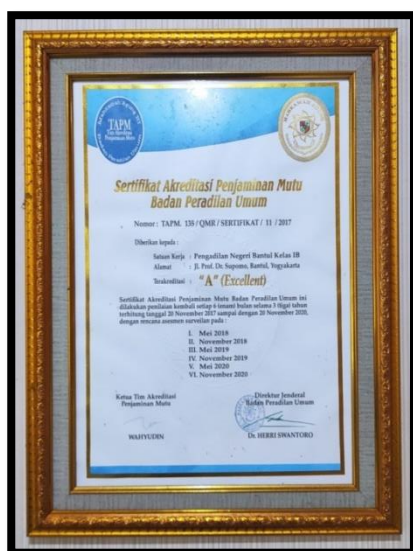 TAPM
Tim Akreditasi
Penjaminan Mutu
Sertifikat Akreditasi Penjaminan Mutu
Badan Peradilan Umum
Nomor : TAPM. 135 / QMR / SERTIFIKAT / 11 / 2017
Diberikan kepada :
Satuan Kerja : Pengadilan Negeri Bantul Kelas IB
Alamat : Jl. Prof. Dr. Supomo, Bantul, Yogyakarta
Terakreditasi : "A" (Excellent)
Sertifikat Akreditasi Penjaminan Mutu Badan Peradilan Umum ini
dilakukan penilaian kembali setiap 6 (enam) bulan selama 3 (tiga) tahun
terhitung tanggal 20 November 2017 sampai dengan 20 November 2020,
dengan rencana asesmen surveilan pada :
I. Mei 2018
II. November 2018
III. Mei 2019
IV. November 2019
V. Mei 2020
VI. November 2020
Ketua Tim Akreditasi
Penjaminan Mutu
WAHYUDIN
Direktur Jenderal
Badan Peradilan Umum
Dr. HERRI SWANTORO